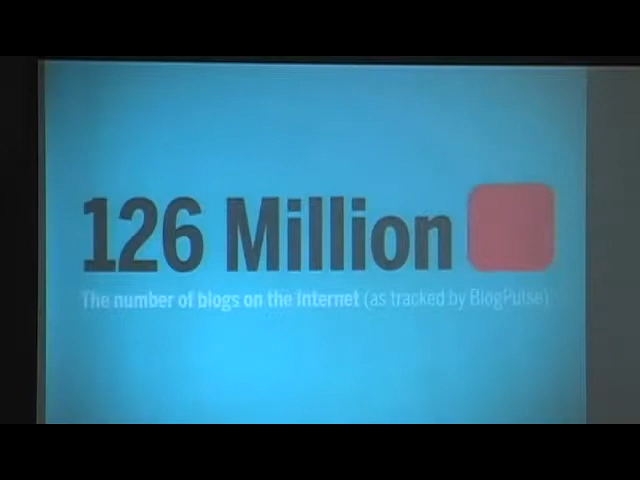 126 Million
The number of blogs on the Internet (as tracked by BlogPulse)